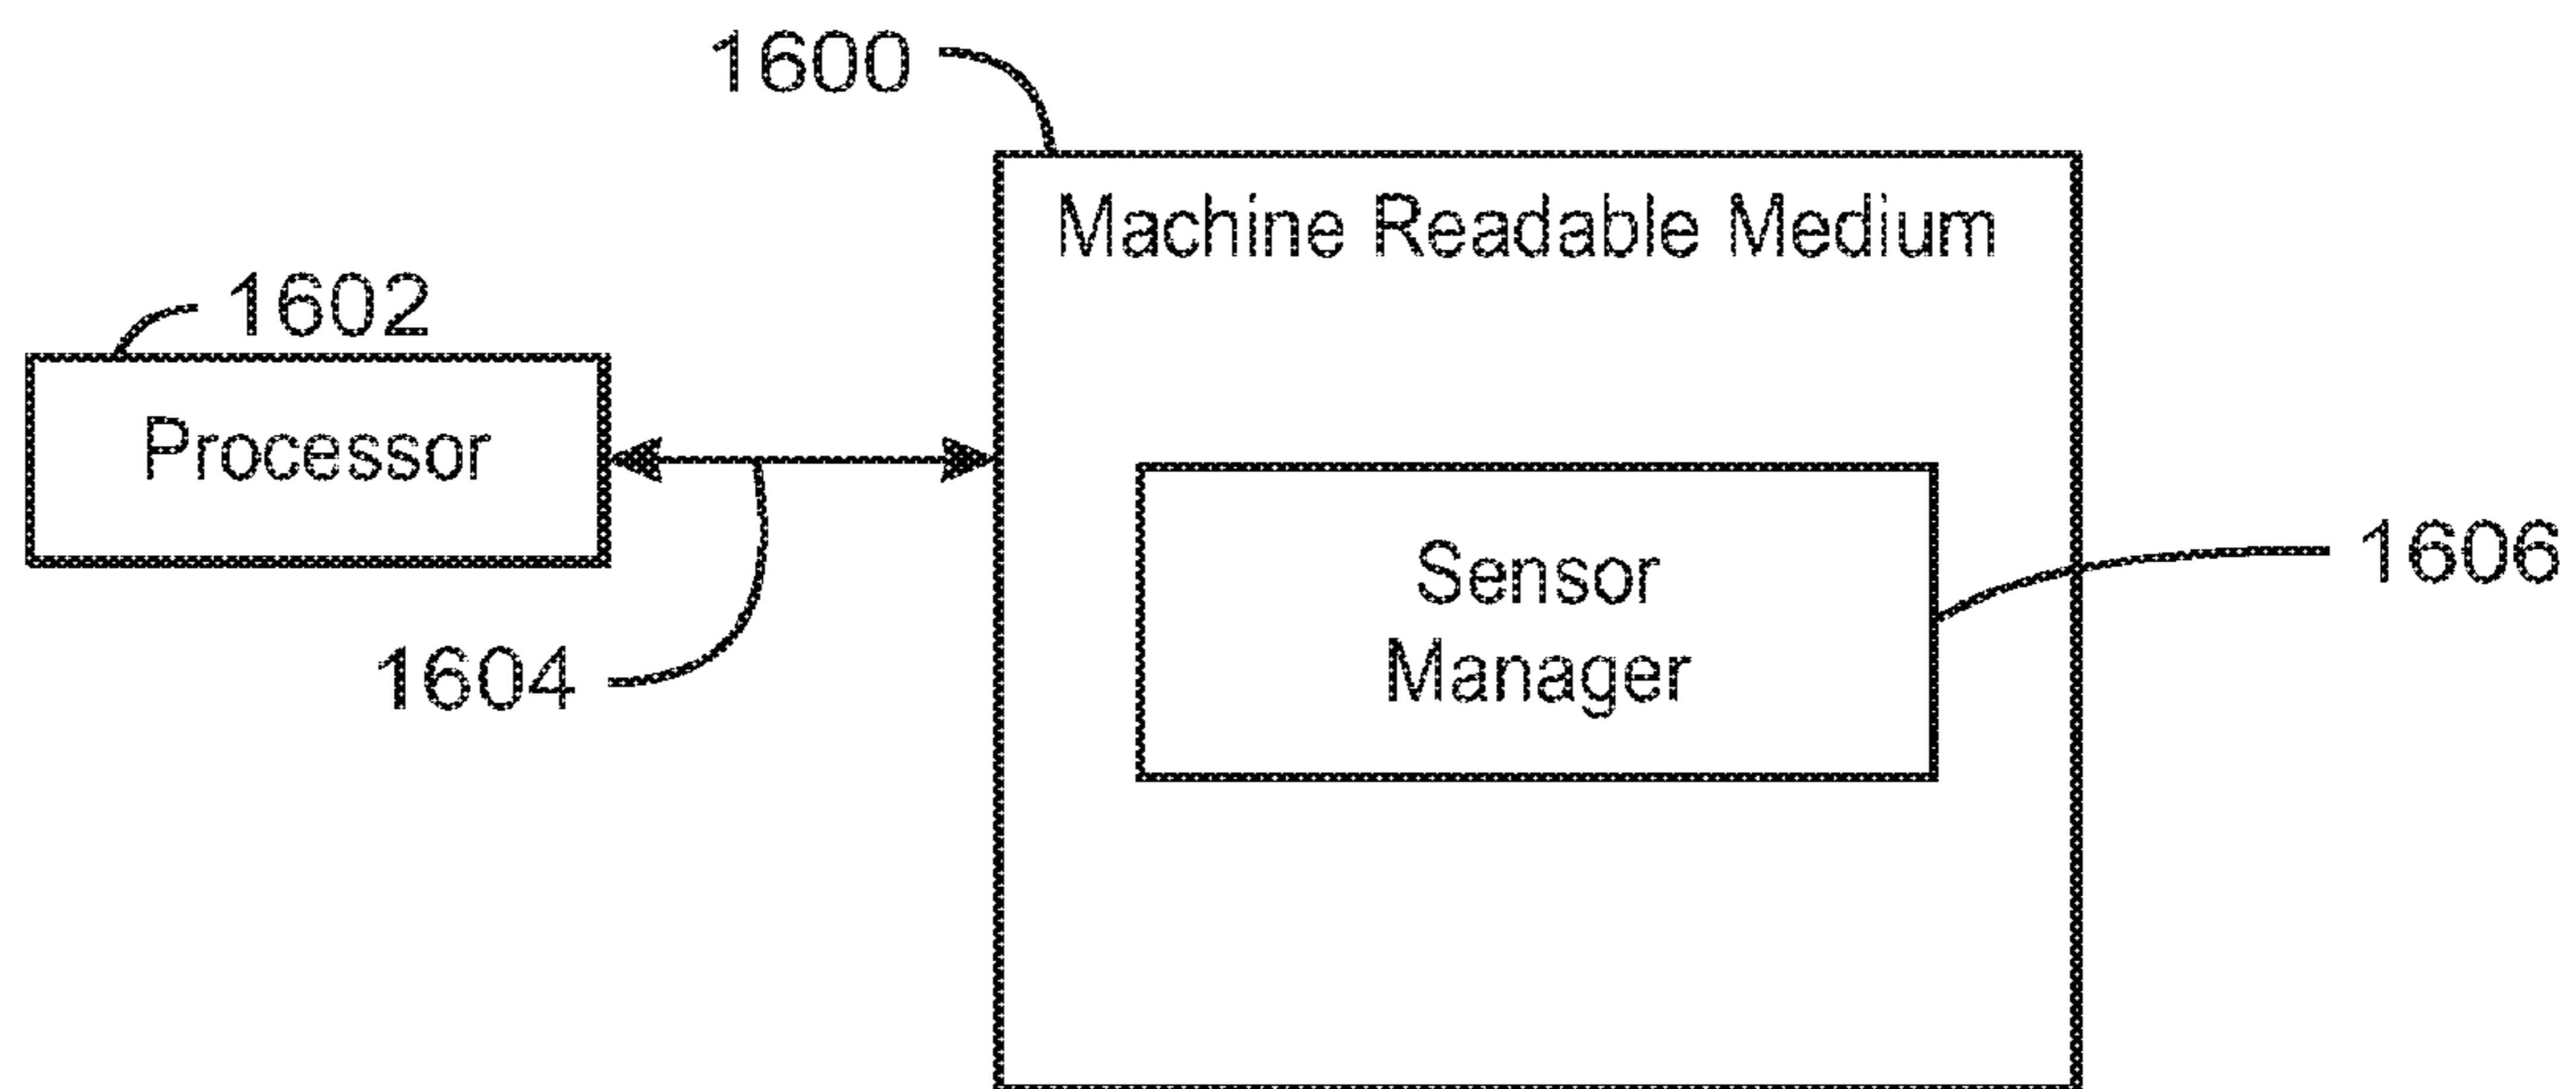 1600
Machine Readable Medium
1602
Processor
Sensor
Manager
1606
1604